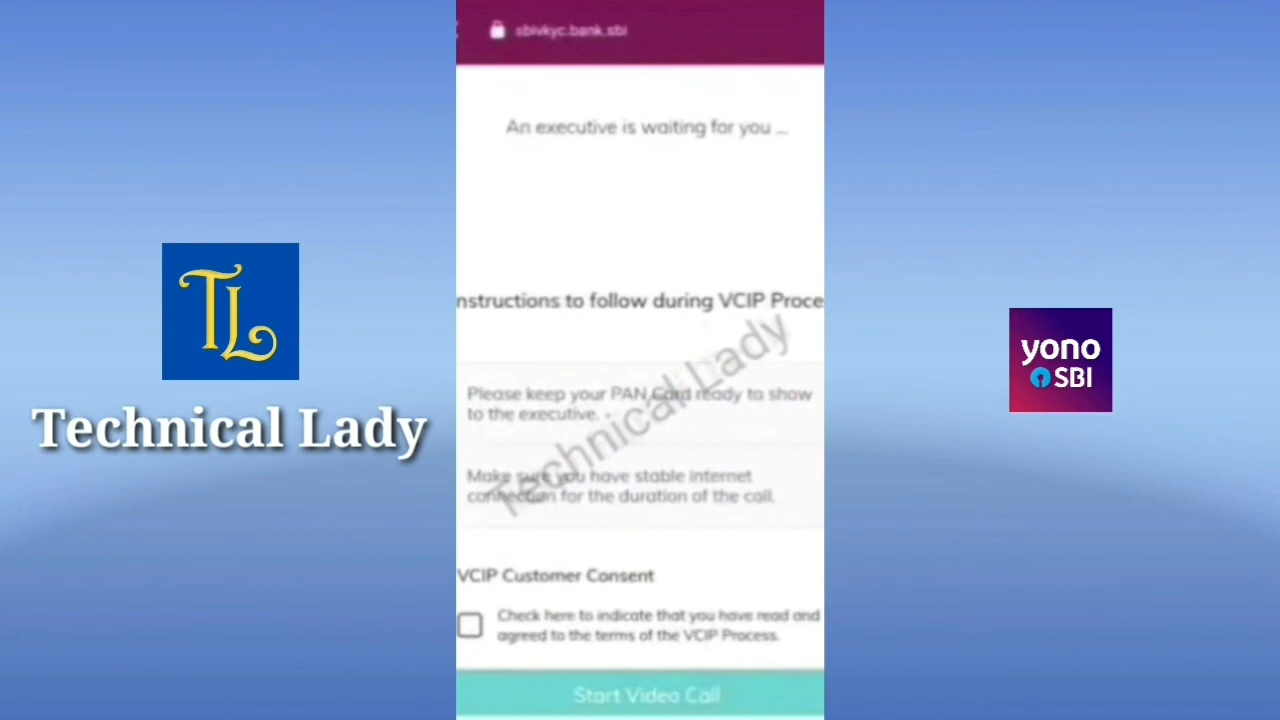 sbivkyc.bank.sbi
An executive is waiting for you ...
nstructions to follow during VCIP Proce
Please keep your PAN Card ready to show
to the executive.
Make sure you have stable internet
connection for the duration of the call.
VCIP Customer Consent
Check here to indicate that you have read and
agreed to the terms of the VCIP Process.
Start Video Call
Technical Lady
TL
Technical Lady
yono
SBI